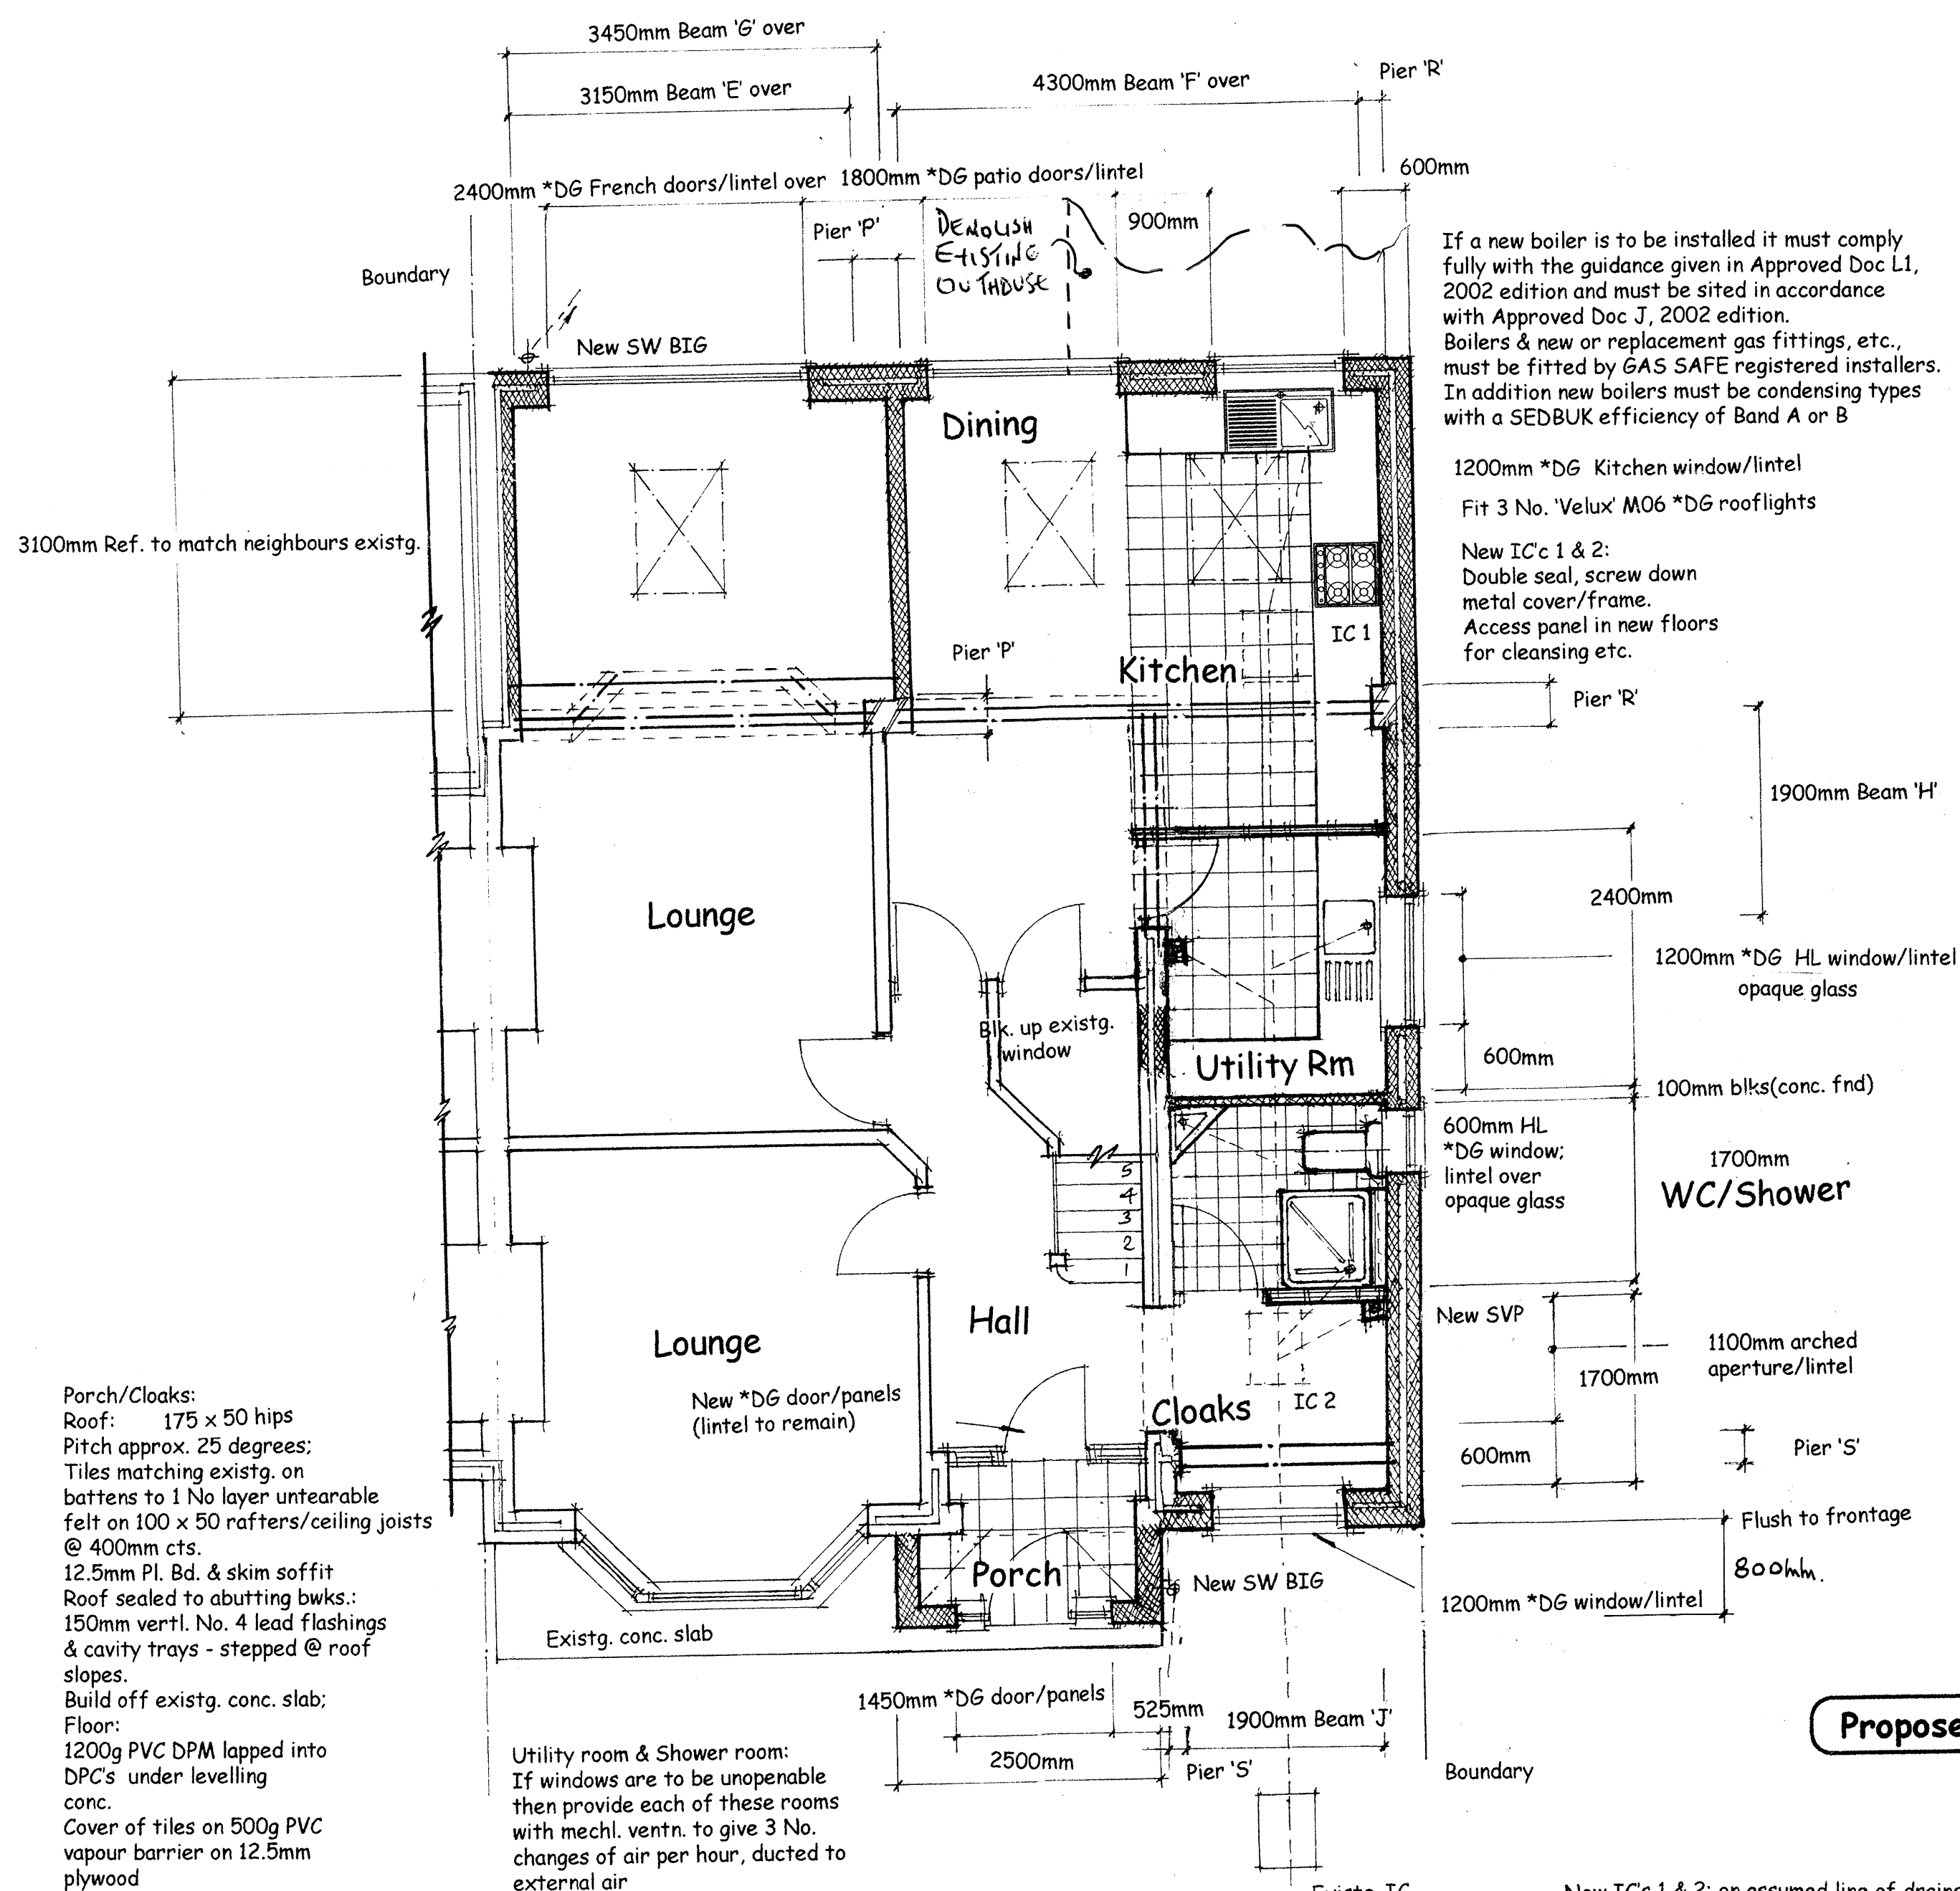 3450mm Beam 'G' over
3150mm Beam 'E' over
4300mm Beam 'F' over
Pier 'R'
600mm
2400mm *DG French doors/lintel over
1800mm *DG patio doors/lintel
Pier 'P'
DEMOLISH
EXISTING
OUTHOUSE
900mm
Boundary
New SW BIG
If a new boiler is to be installed it must comply
fully with the guidance given in Approved Doc L1,
2002 edition and must be sited in accordance
with Approved Doc J, 2002 edition.
Boilers & new or replacement gas fittings, etc.,
must be fitted by GAS SAFE registered installers.
In addition new boilers must be condensing types
with a SEDBUK efficiency of Band A or B
Dining
1200mm *DG Kitchen window/lintel
Fit 3 No. 'Velux' M06 *DG rooflights
3100mm Ref. to match neighbours existg.
New IC'c 1 & 2:
Double seal, screw down
metal cover/frame.
Access panel in new floors
for cleansing etc.
IC 1
Pier 'P'
Kitchen
Pier 'R'
1900mm Beam 'H'
2400mm
Lounge
1200mm *DG HL window/lintel
opaque glass
Blk. up existg.
window
Utility Rm
600mm
100mm blks(conc. fnd)
600mm HL
*DG window;
lintel over
opaque glass
1700mm
WC/Shower
5
4
3
2
1
Hall
Lounge
New SVP
1100mm arched
aperture/lintel
1700mm
New *DG door/panels
(lintel to remain)
Cloaks
IC 2
600mm
Pier 'S'
Porch/Cloaks:
Roof: 175 x 50 hips
Pitch approx. 25 degrees;
Tiles matching existg. on
battens to 1 No layer untearable
felt on 100 x 50 rafters/ceiling joists
@ 400mm cts.
12.5mm Pl. Bd. & skim soffit
Roof sealed to abutting bwks.:
150mm vertl. No. 4 lead flashings
& cavity trays - stepped @ roof
slopes.
Build off existg. conc. slab;
Floor:
1200g PVC DPM lapped into
DPC's under levelling
conc.
Cover of tiles on 500g PVC
vapour barrier on 12.5mm
plywood
Flush to frontage
800mm.
Porch
New SW BIG
1200mm *DG window/lintel
Existg. conc. slab
1450mm *DG door/panels
525mm
1900mm Beam 'J'
2500mm
Pier 'S'
Boundary
Propose
Utility room & Shower room:
If windows are to be unopenable
then provide each of these rooms
with mechl. ventn. to give 3 No.
changes of air per hour, ducted to
external air
Existg. IC
New IC's 1 & 2: on assumed line of drains